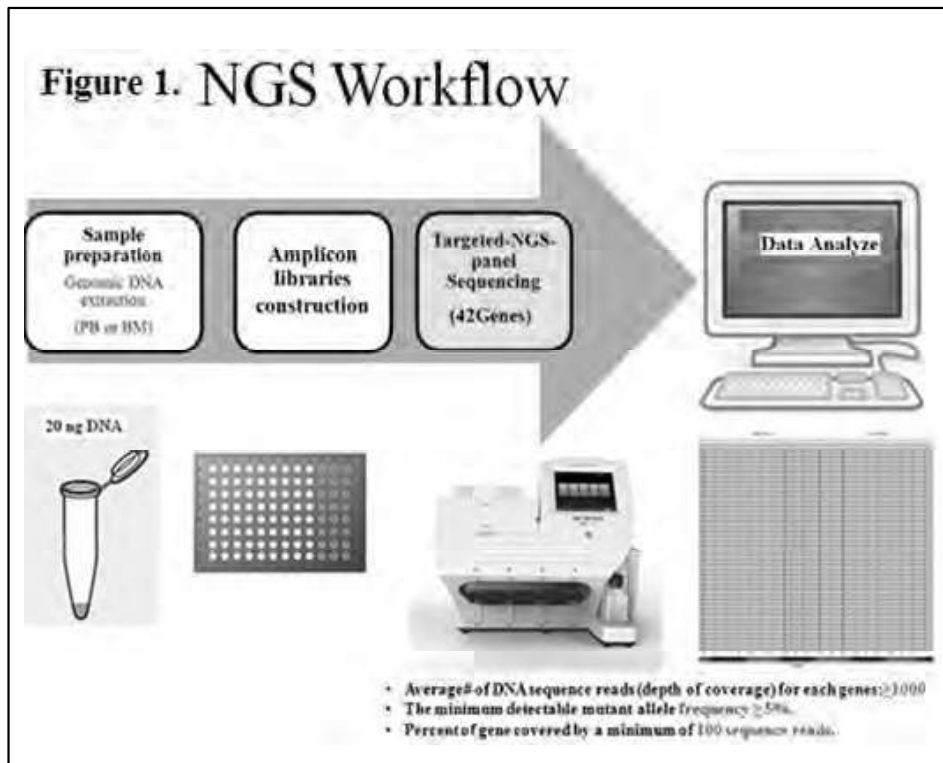 Figure 1. NGS Workflow
Sample
preparation
Genomic DNA
extraction
(PB or BM)
Amplicon
libraries
construction
Targeted-NGS-
panel
Sequencing
(42Genes)
Data Analyze
20 ng DNA
• Average# of DNA sequence reads (depth of coverage) for each genes:≥1000
• The minimum detectable mutant allele frequency ≥5%.
• Percent of gene covered by a minimum of 100 sequence reads.